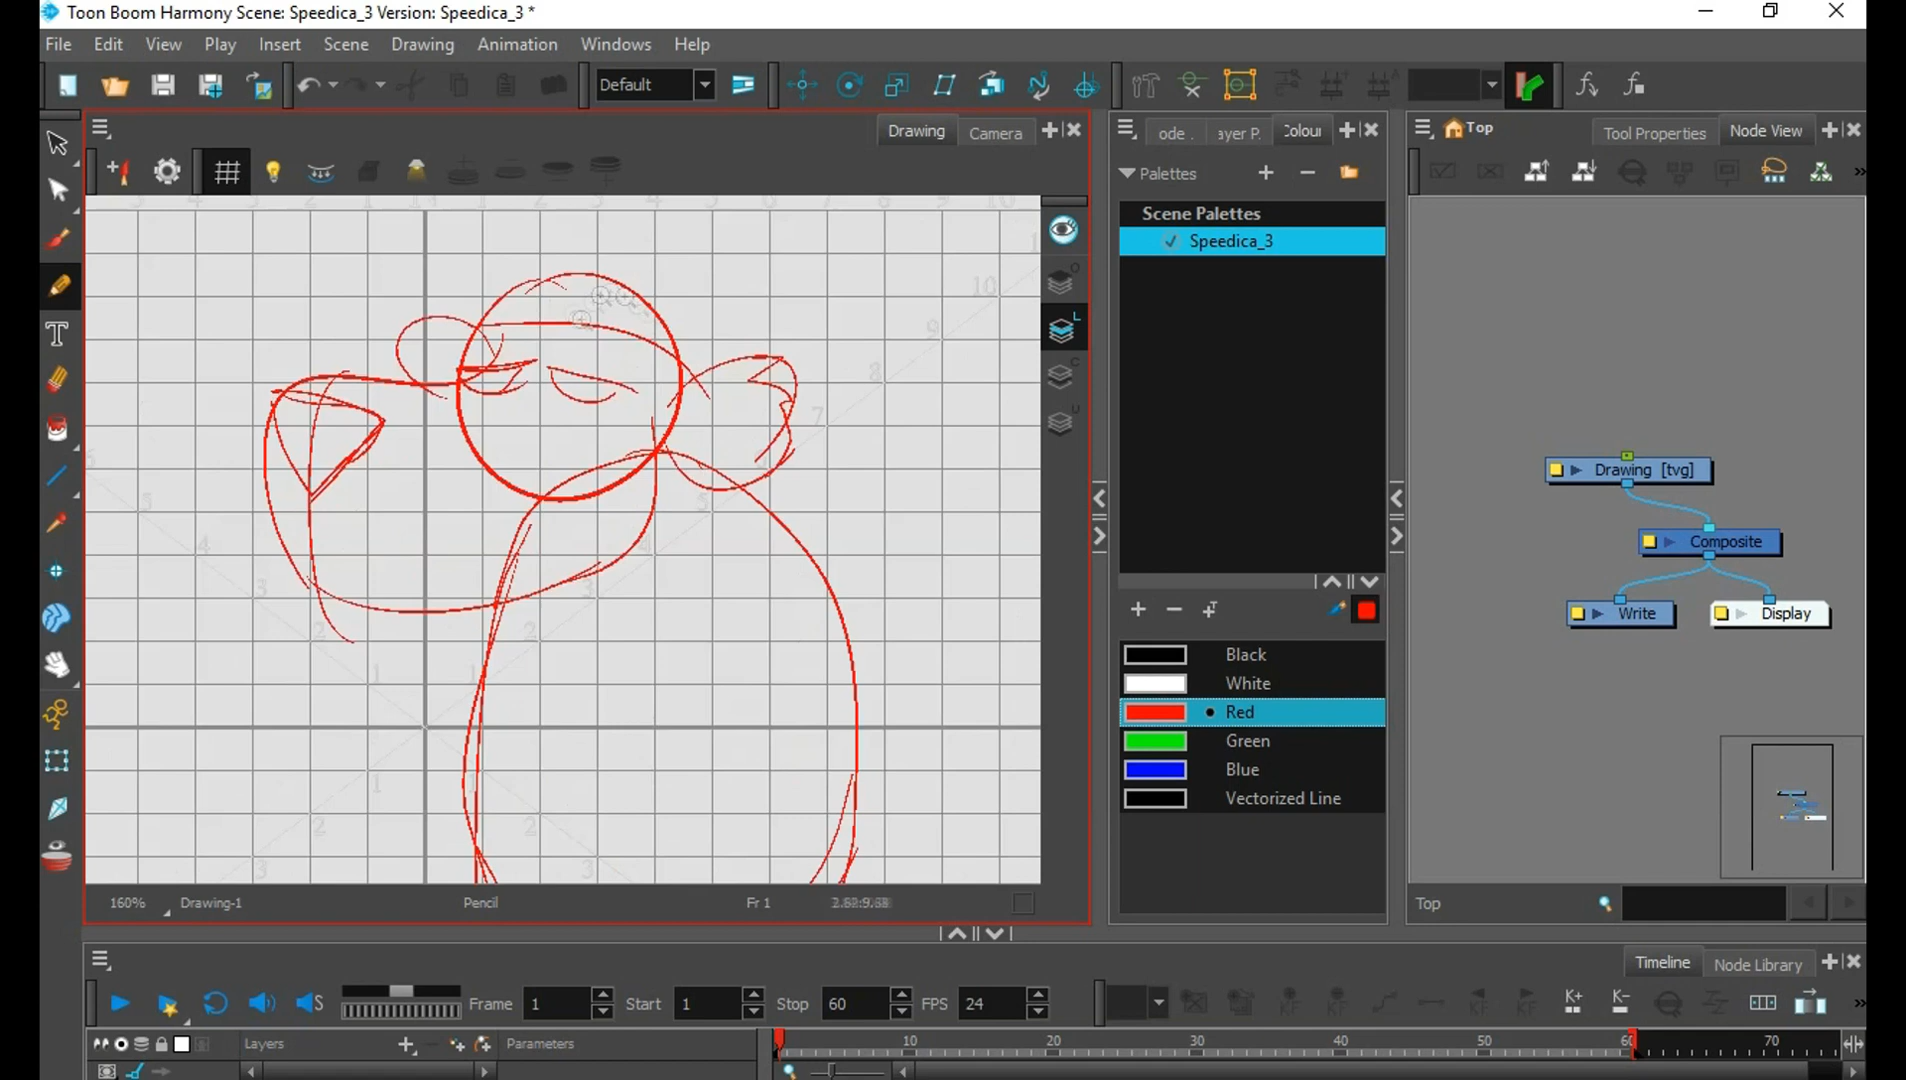 Toon Boom Harmony Scene: Speedica_3 Version: Speedica_3 *
File Edit View Play Insert Scene Drawing Animation Windows Help
Default
Drawing Camera
ode . ayer P. Colour
Top
Tool Properties Node View
Palettes
Scene Palettes
Speedica_3
Black
White
Red
Green
Blue
Vectorized Line
Drawing [tvg]
Composite
Write
Display
160% Drawing-1 Pencil Fr 1
Top
Timeline Node Library
Frame 1 Start 1 Stop 60 FPS 24
Layers Parameters
10 20 30 40 50 60 70